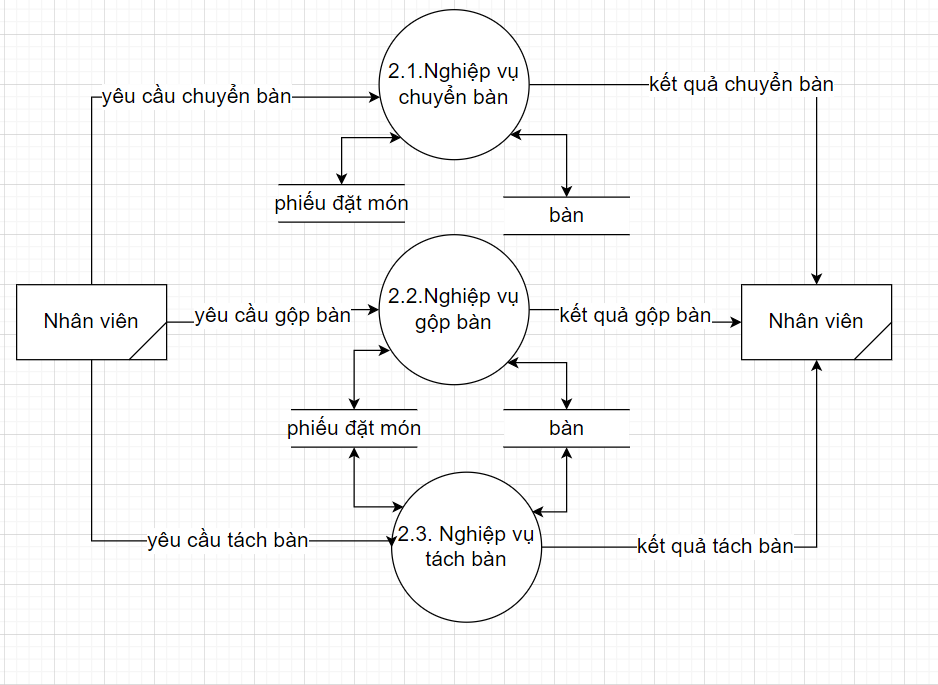 2.1.Nghiệp vụ
chuyển bàn
yêu cầu chuyển bàn
kết quả chuyển bàn
phiếu đặt món
bàn
Nhân viên
yêu cầu gộp bàn
2.2.Nghiệp vụ
gộp bàn
kết quả gộp bàn
Nhân viên
phiếu đặt món
bàn
yêu cầu tách bàn
2.3. Nghiệp vụ
tách bàn
kết quả tách bàn